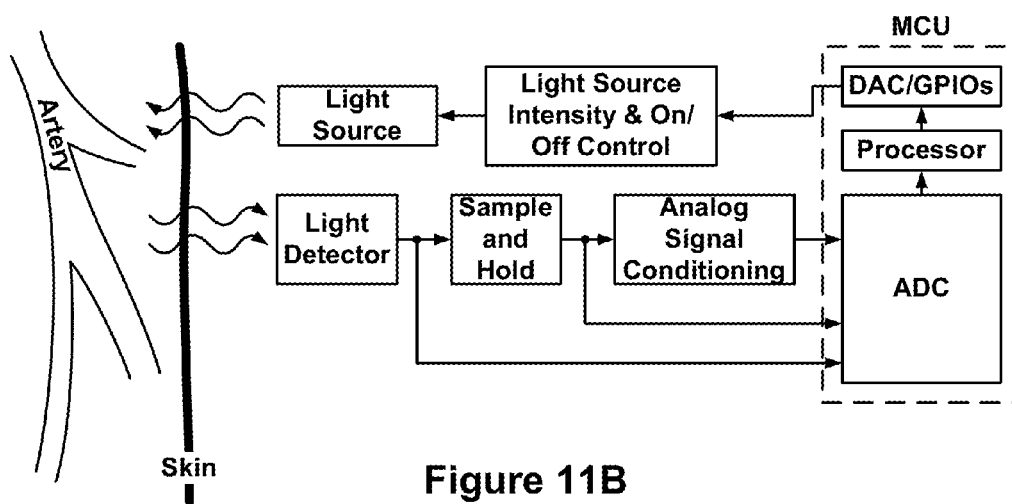 MCU
Light
Source
Light Source
Intensity & On/
Off Control
DAC/GPIOs
Processor
Artery
Light
Detector
Sample
and
Hold
Analog
Signal
Conditioning
ADC
Skin
Figure 11B